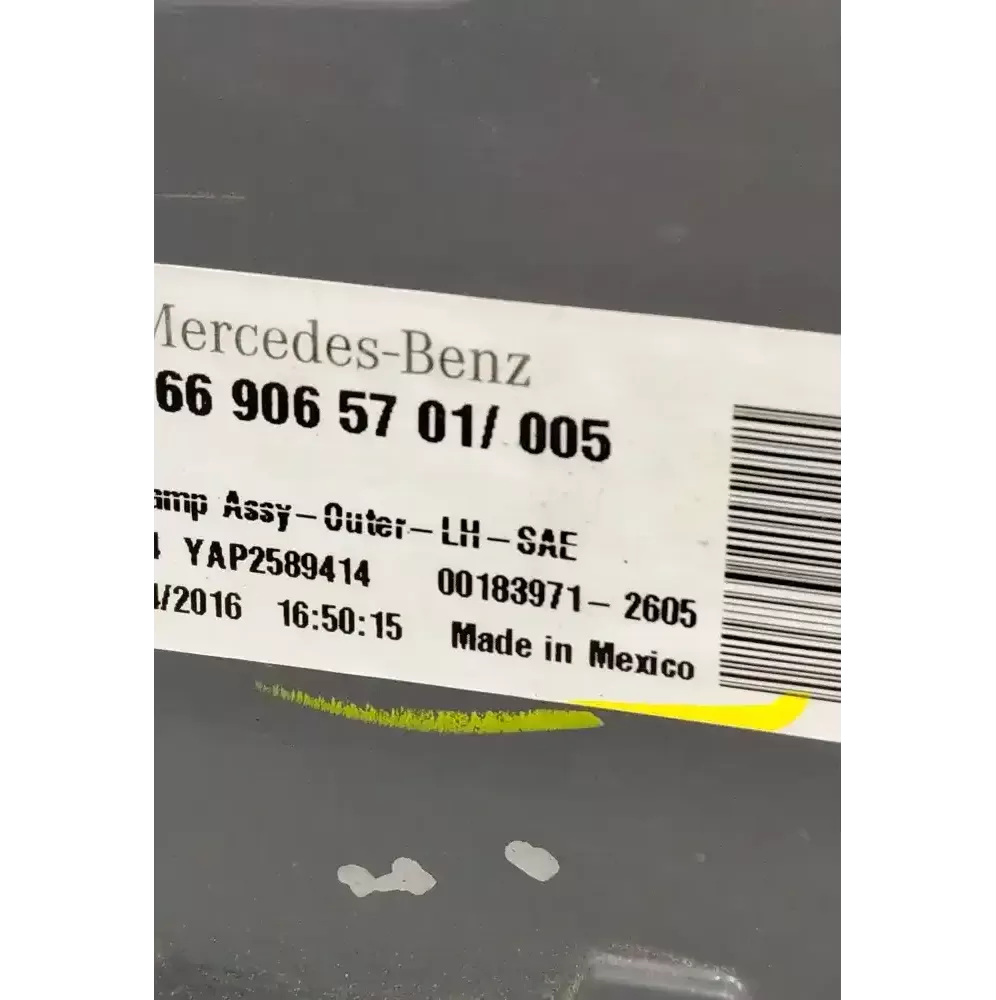 Mercedes-Benz
66 906 57 01/ 005
amp Assy-Outer-LH-SAE
YAP2589414 00183971-2605
/2016 16:50:15 Made in Mexico